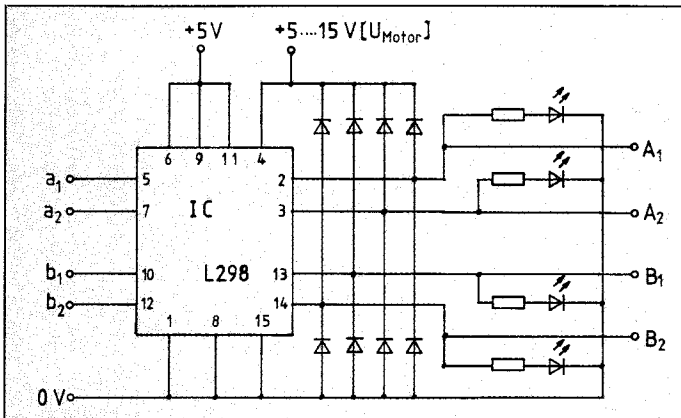 +5V
+5....15 V [U_Motor]
6 9 11 4
A₁
a₁ 5 2
A₂
a₂ 7 IC 3
b₁ 10 13 B₁
L298
b₂ 12 14
B₂
1 8 15
0 V